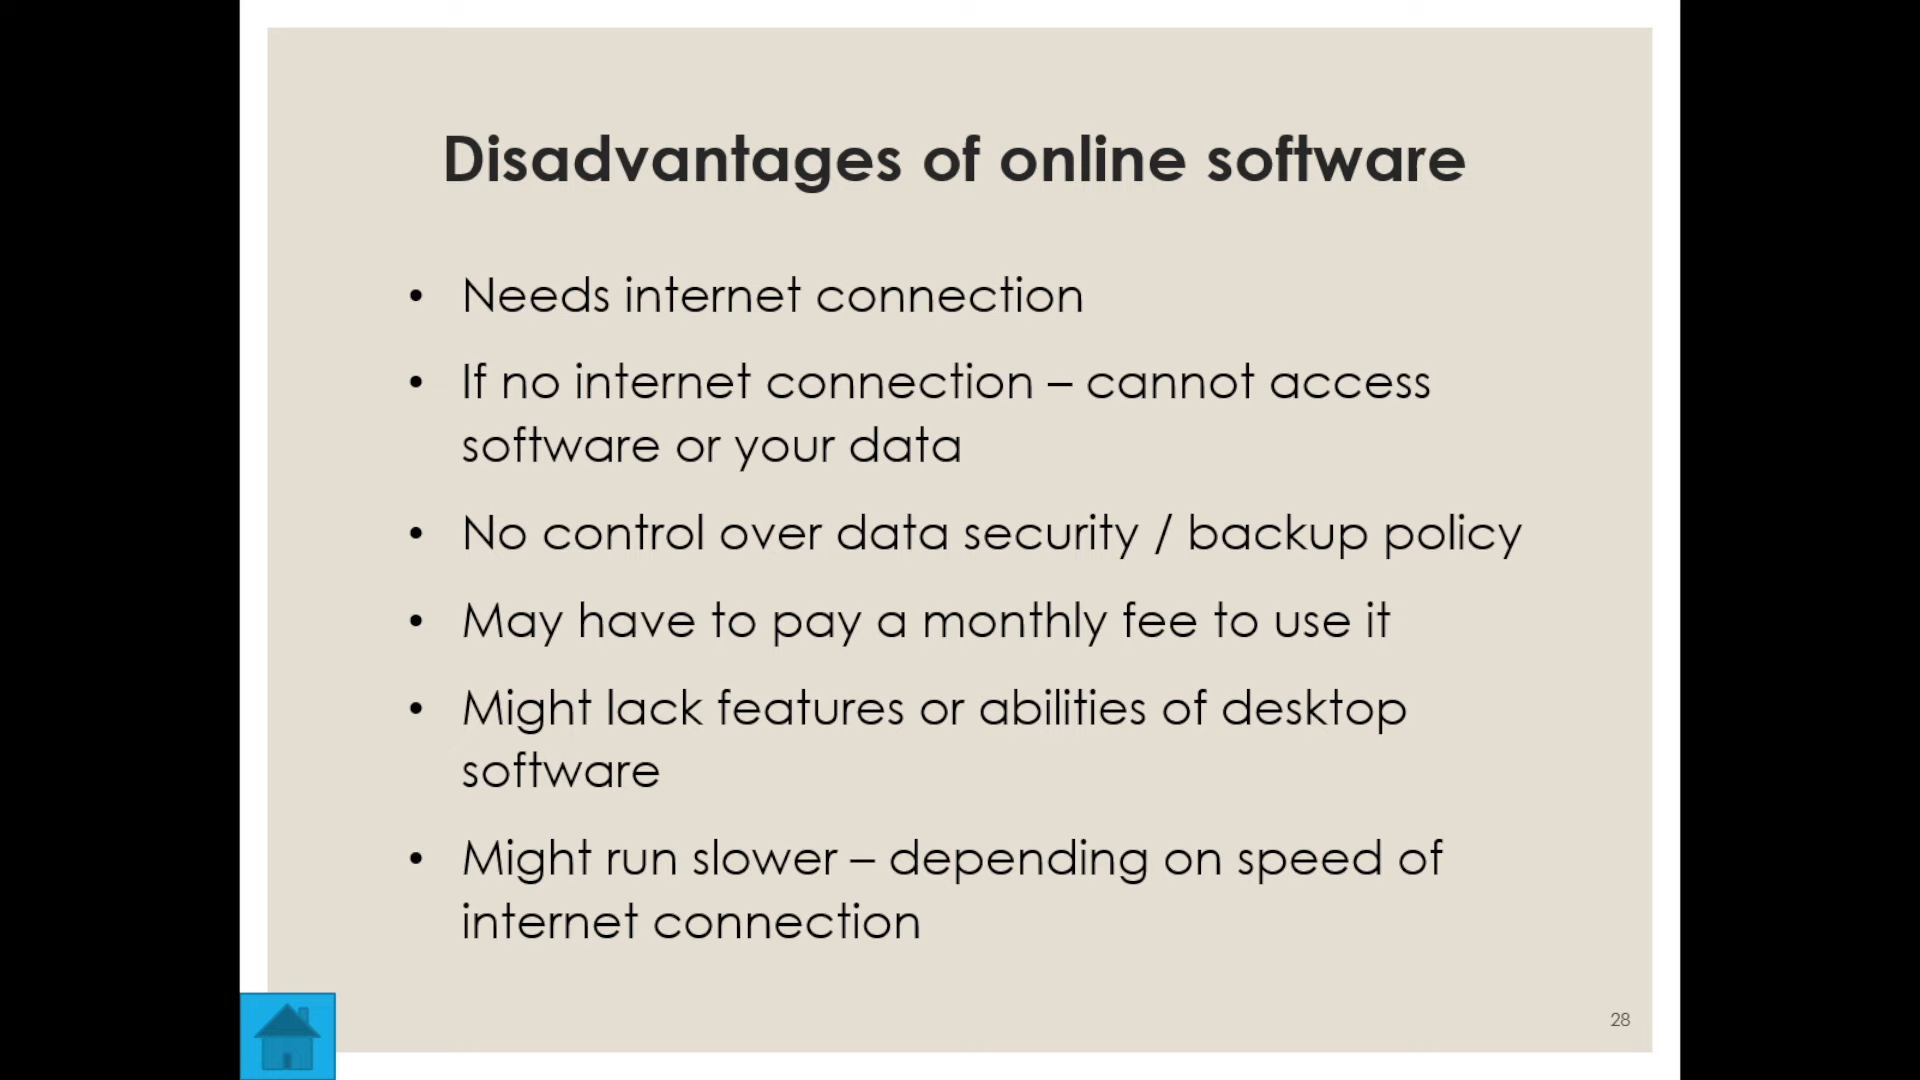 Disadvantages of online software
• Needs internet connection
• If no internet connection – cannot access
software or your data
• No control over data security / backup policy
• May have to pay a monthly fee to use it
• Might lack features or abilities of desktop
software
• Might run slower – depending on speed of
internet connection
28